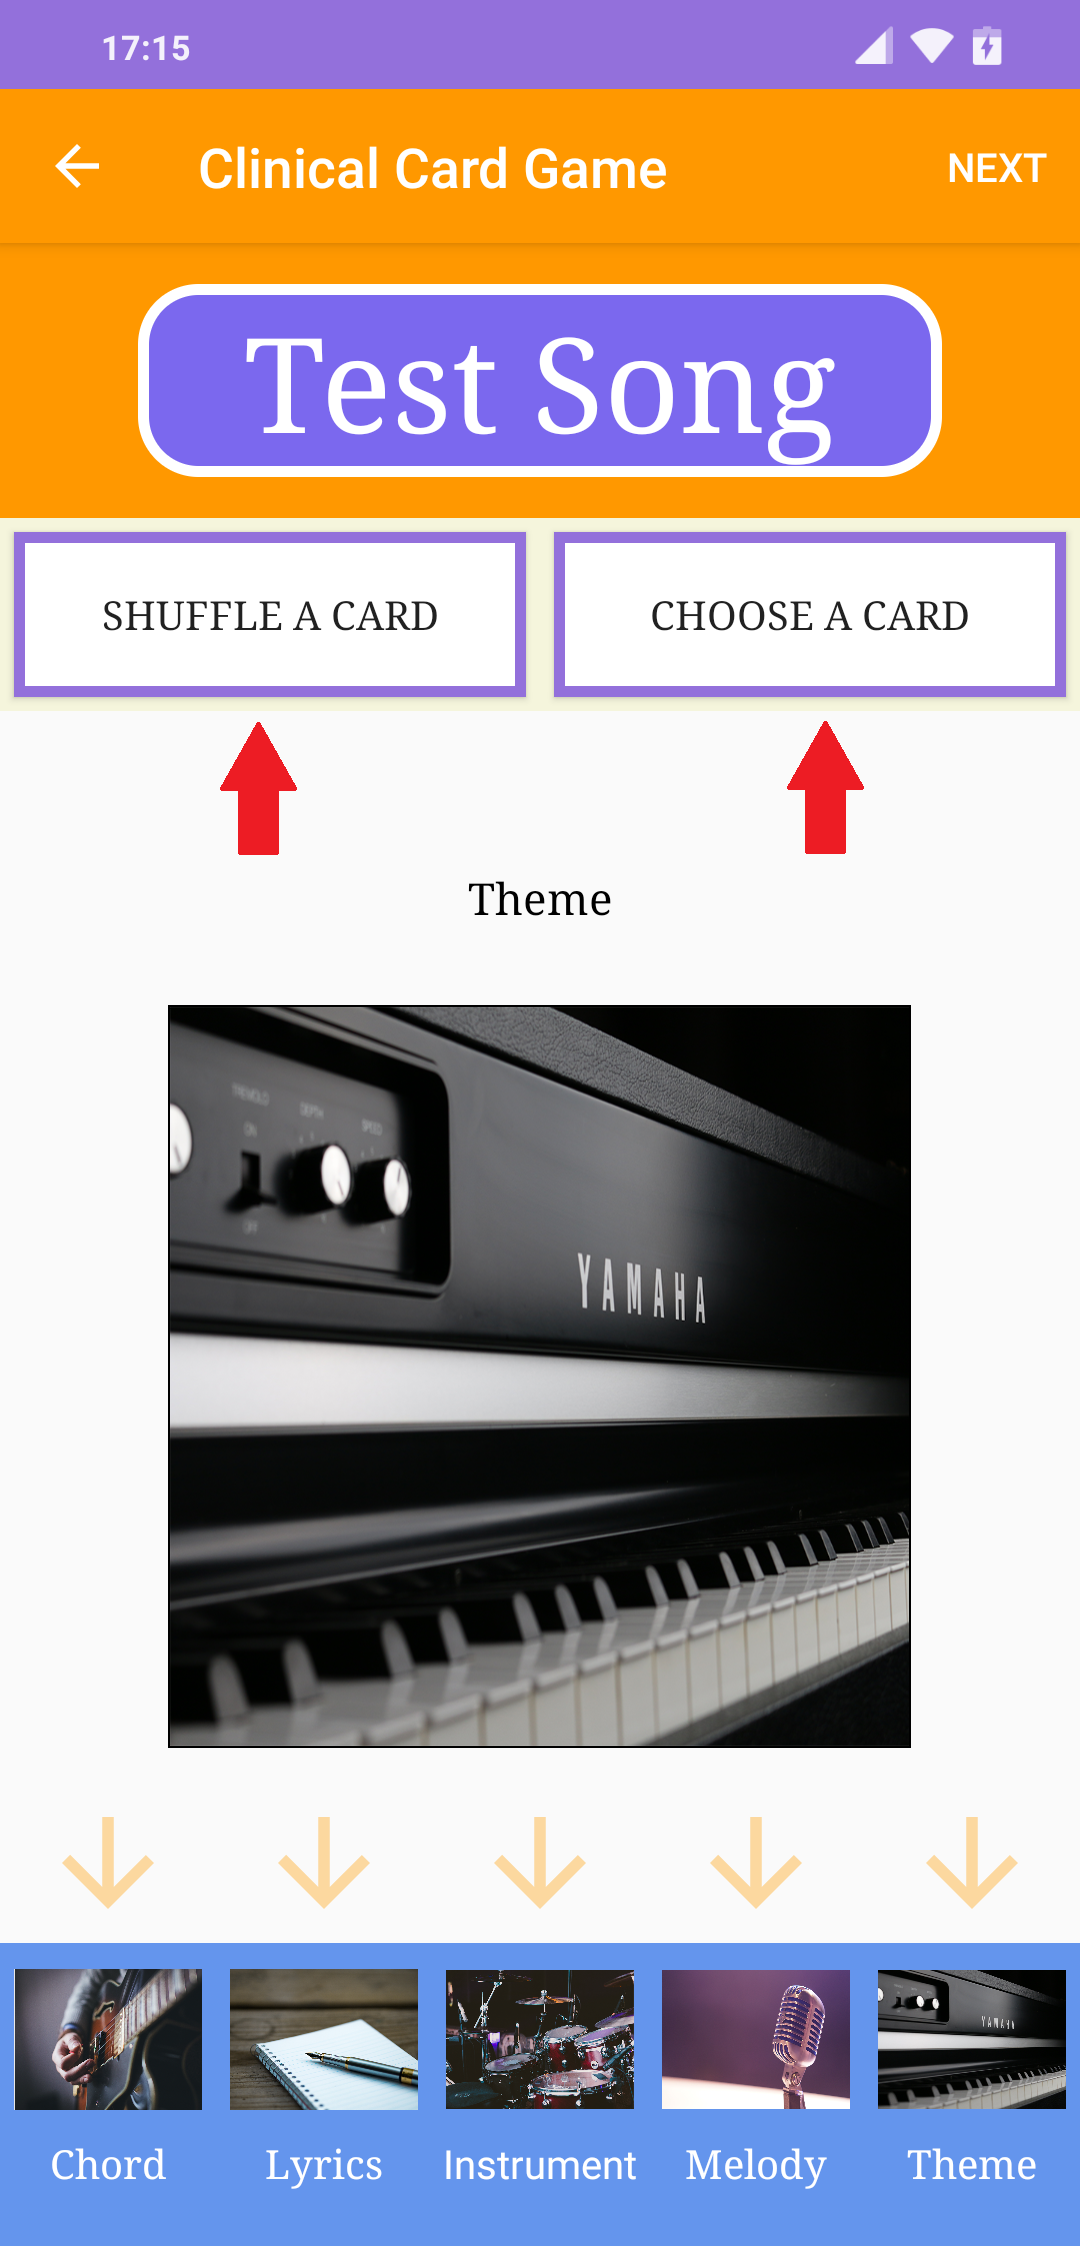 17:15
Clinical Card Game
NEXT
Test Song
SHUFFLE A CARD
CHOOSE A CARD
Theme
TREMOLO
DEPTH
SPEED
ON
OFF
YAMAHA
YAMAHA
Chord
Lyrics
Instrument
Melody
Theme